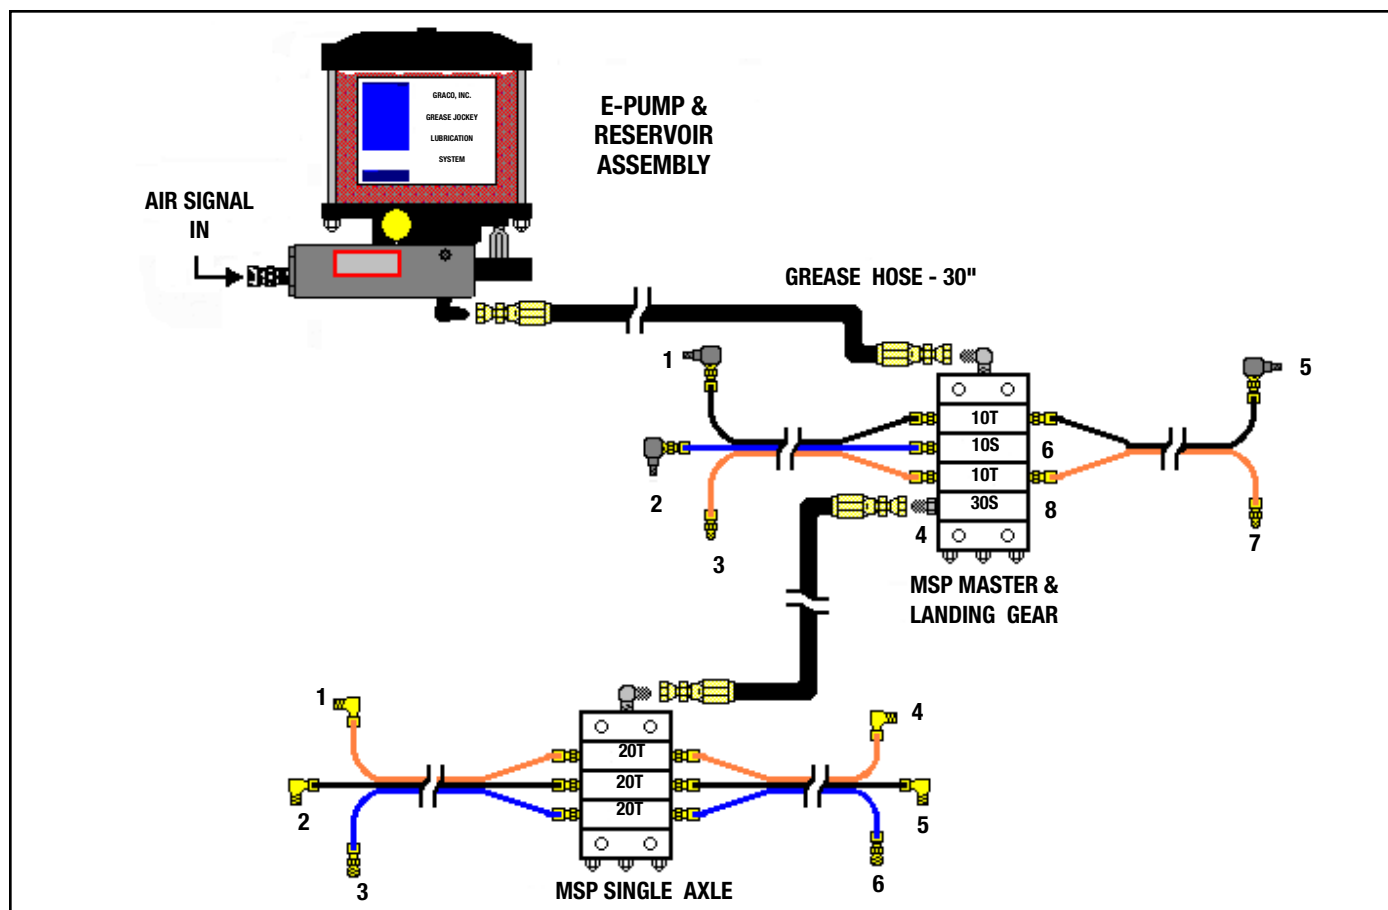 GRACO, INC.
GREASE JOCKEY
LUBRICATION
SYSTEM
E-PUMP &
RESERVOIR
ASSEMBLY
AIR SIGNAL
IN
GREASE HOSE - 30"
1
5
10T
10S
6
2
10T
30S
8
3
4
7
MSP MASTER &
LANDING GEAR
1
4
20T
20T
2
5
20T
3
6
MSP SINGLE AXLE